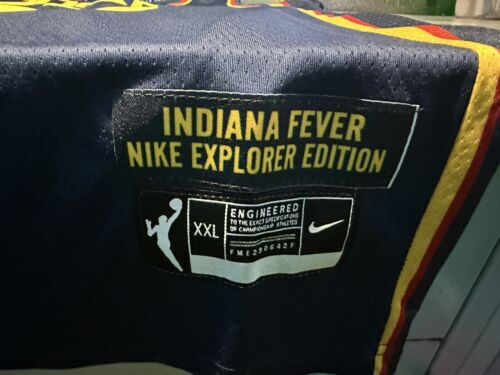 INDIANA FEVER
NIKE EXPLORER EDITION
XXL
ENGINEERED
TO THE EXACT SPECIFICATIONS
OF CHAMPIONSHIP ATHLETES